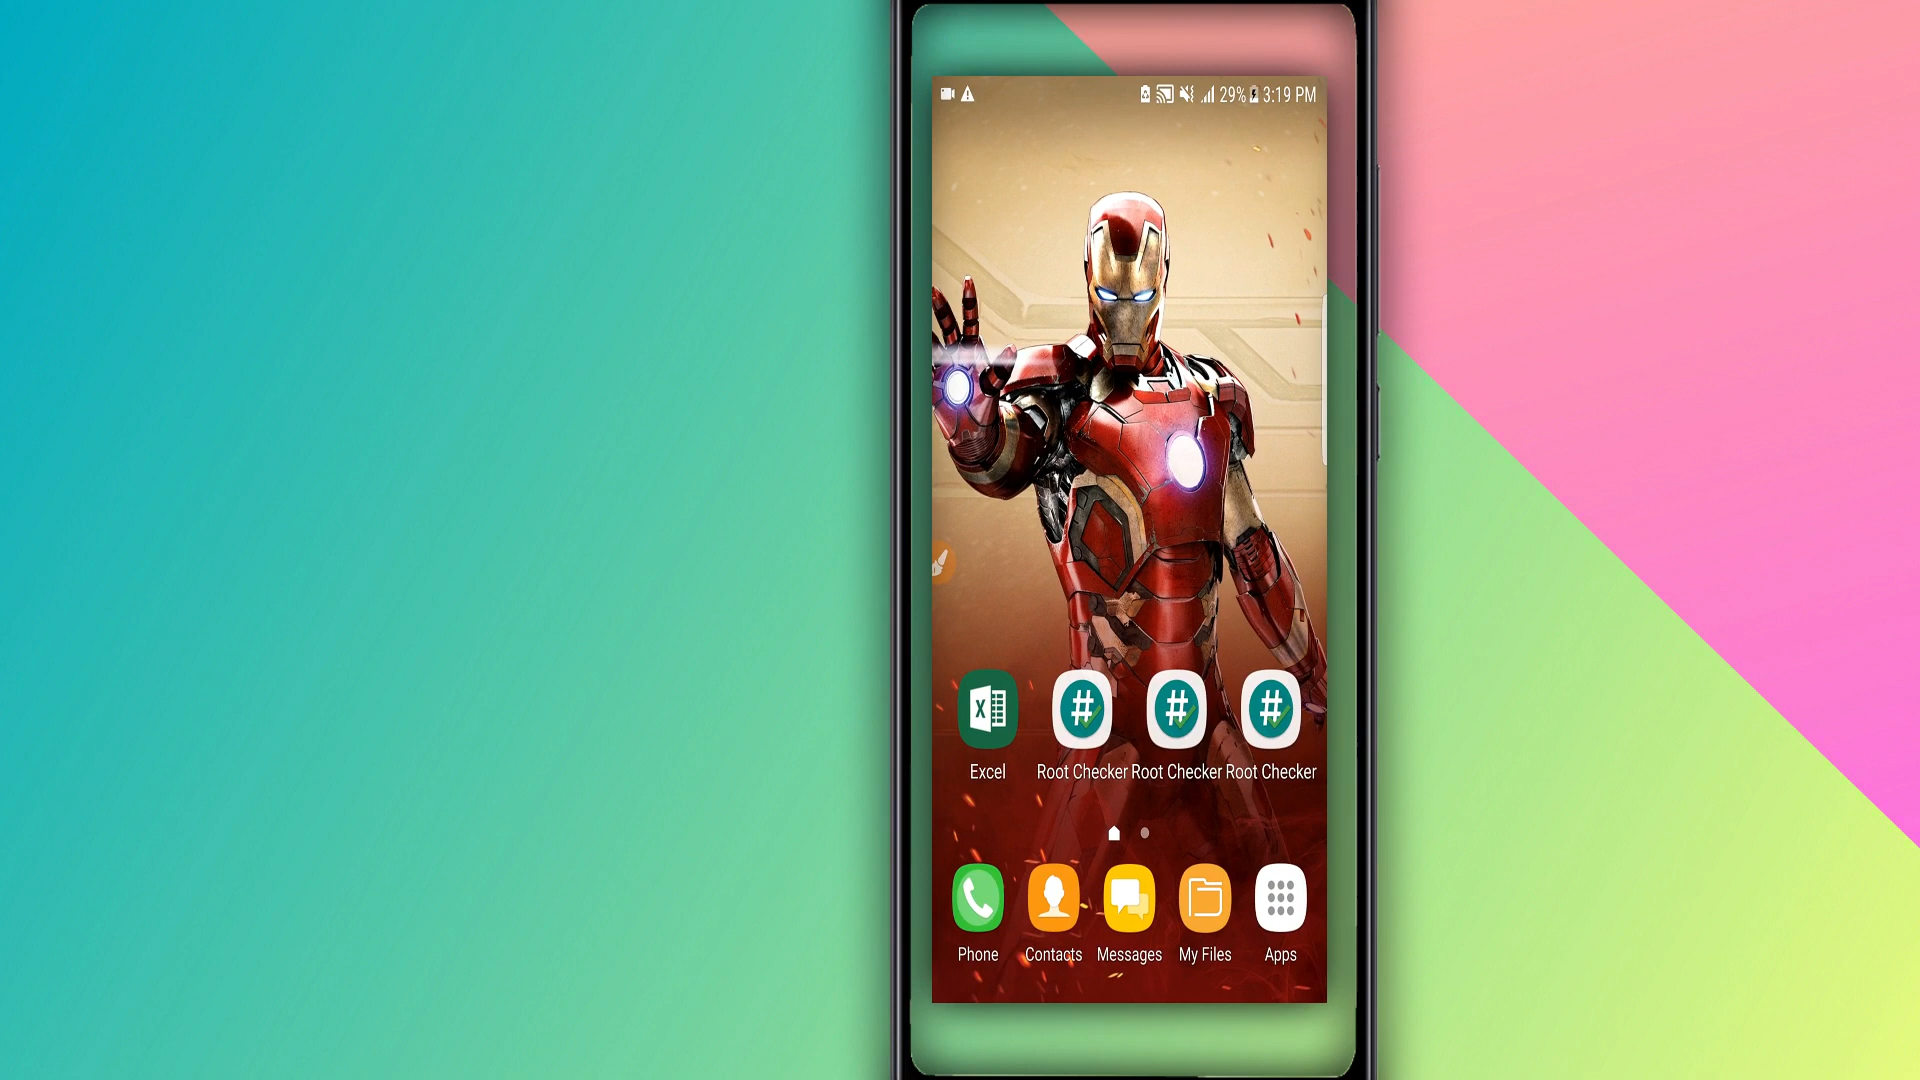 29% 3:19 PM
Excel Root Checker Root Checker Root Checker
Phone Contacts Messages My Files Apps